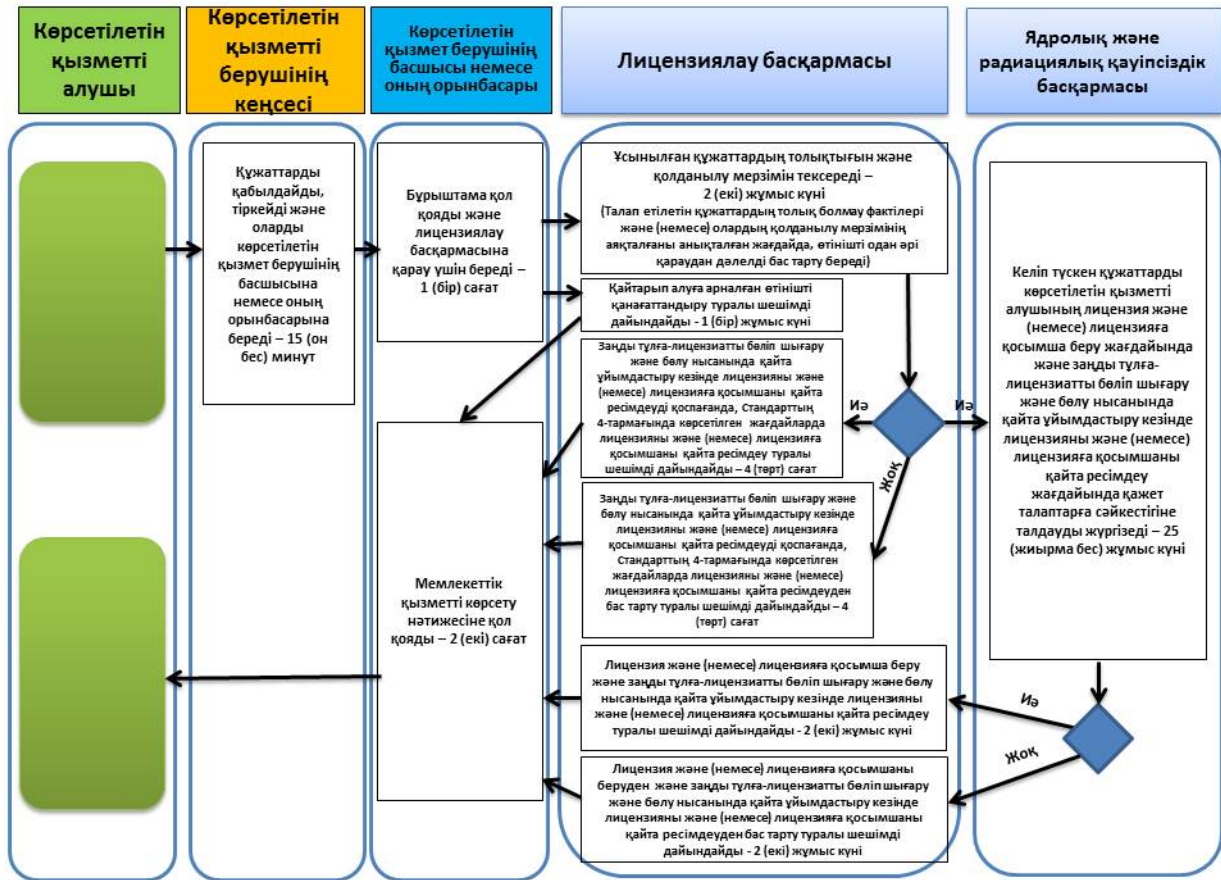 Көрсетілетін
қызметті
алушы
Көрсетілетін
қызметті
берушінің
кеңсесі
Көрсетілетін
қызмет берушінің
басшысы немесе
оның орынбасары
Лицензиялау басқармасы
Ядролық және
радиациялық қауіпсіздік
басқармасы
Құжаттарды
қабылдайды,
тіркейді және
оларды
көрсетілетін
қызмет берушінің
басшысына
немесе оның
орынбасарына
береді – 15 (он
бес) минут
Бұрыштама қол
қояды және
лицензиялау
басқармасына
қарау үшін береді –
1 (бір) сағат
Ұсынылған құжаттардың толықтығын және
қолданылу мерзімін тексереді –
2 (екі) жұмыс күні
(Талап етілетін құжаттардың толық болмау фактілері
және (немесе) олардың қолданылу мерзімінің
аяқталғаны анықталған жағдайда, өтінішті одан әрі
қараудан дәлелді бас тарту береді)
Қайтарып алуға арналған өтінішті
қанағаттандыру туралы шешімді
дайындайды - 1 (бір) жұмыс күні
Заңды тұлға-лицензиатты бөліп шығару
және бөлу нысанында қайта
ұйымдастыру кезінде лицензияны және
(немесе) лицензияға қосымшаны қайта
ресімдеуді қоспағанда, Стандарттың
4-тармағында көрсетілген жағдайларда
лицензияны және (немесе) лицензияға
қосымшаны қайта ресімдеу туралы
шешімді дайындайды – 4 (төрт) сағат
Иә
Иә
Жоқ
Заңды тұлға-лицензиатты бөліп шығару және
бөлу нысанында қайта ұйымдастыру кезінде
лицензияны және (немесе) лицензияға
қосымшаны қайта ресімдеуді қоспағанда,
Стандарттың 4-тармағында көрсетілген
жағдайларда лицензияны және (немесе)
лицензияға қосымшаны қайта ресімдеуден
бас тарту туралы шешімді дайындайды – 4
(төрт) сағат
Мемлекеттік
қызметті көрсету
нәтижесіне қол
қояды – 2 (екі) сағат
Лицензия және (немесе) лицензияға қосымша беру
және заңды тұлға-лицензиатты бөліп шығару және бөлу
нысанында қайта ұйымдастыру кезінде лицензияны
және (немесе) лицензияға қосымшаны қайта ресімдеу
туралы шешімді дайындайды - 2 (екі) жұмыс күні
Лицензия және (немесе) лицензияға қосымшаны
беруден және заңды тұлға-лицензиатты бөліп шығару
және бөлу нысанында қайта ұйымдастыру кезінде
лицензияны және (немесе) лицензияға қосымшаны
қайта ресімдеуден бас тарту туралы шешімді
дайындайды - 2 (екі) жұмыс күні
Келіп түскен құжаттарды
көрсетілетін қызметті
алушының лицензия және
(немесе) лицензияға
қосымша беру жағдайында
және заңды тұлға-
лицензиатты бөліп шығару
және бөлу нысанында
қайта ұйымдастыру кезінде
лицензияны және (немесе)
лицензияға қосымшаны
қайта ресімдеу
жағдайында қажет
талаптарға сәйкестігіне
талдауды жүргізеді – 25
(жиырма бес) жұмыс күні
Иә
Жоқ